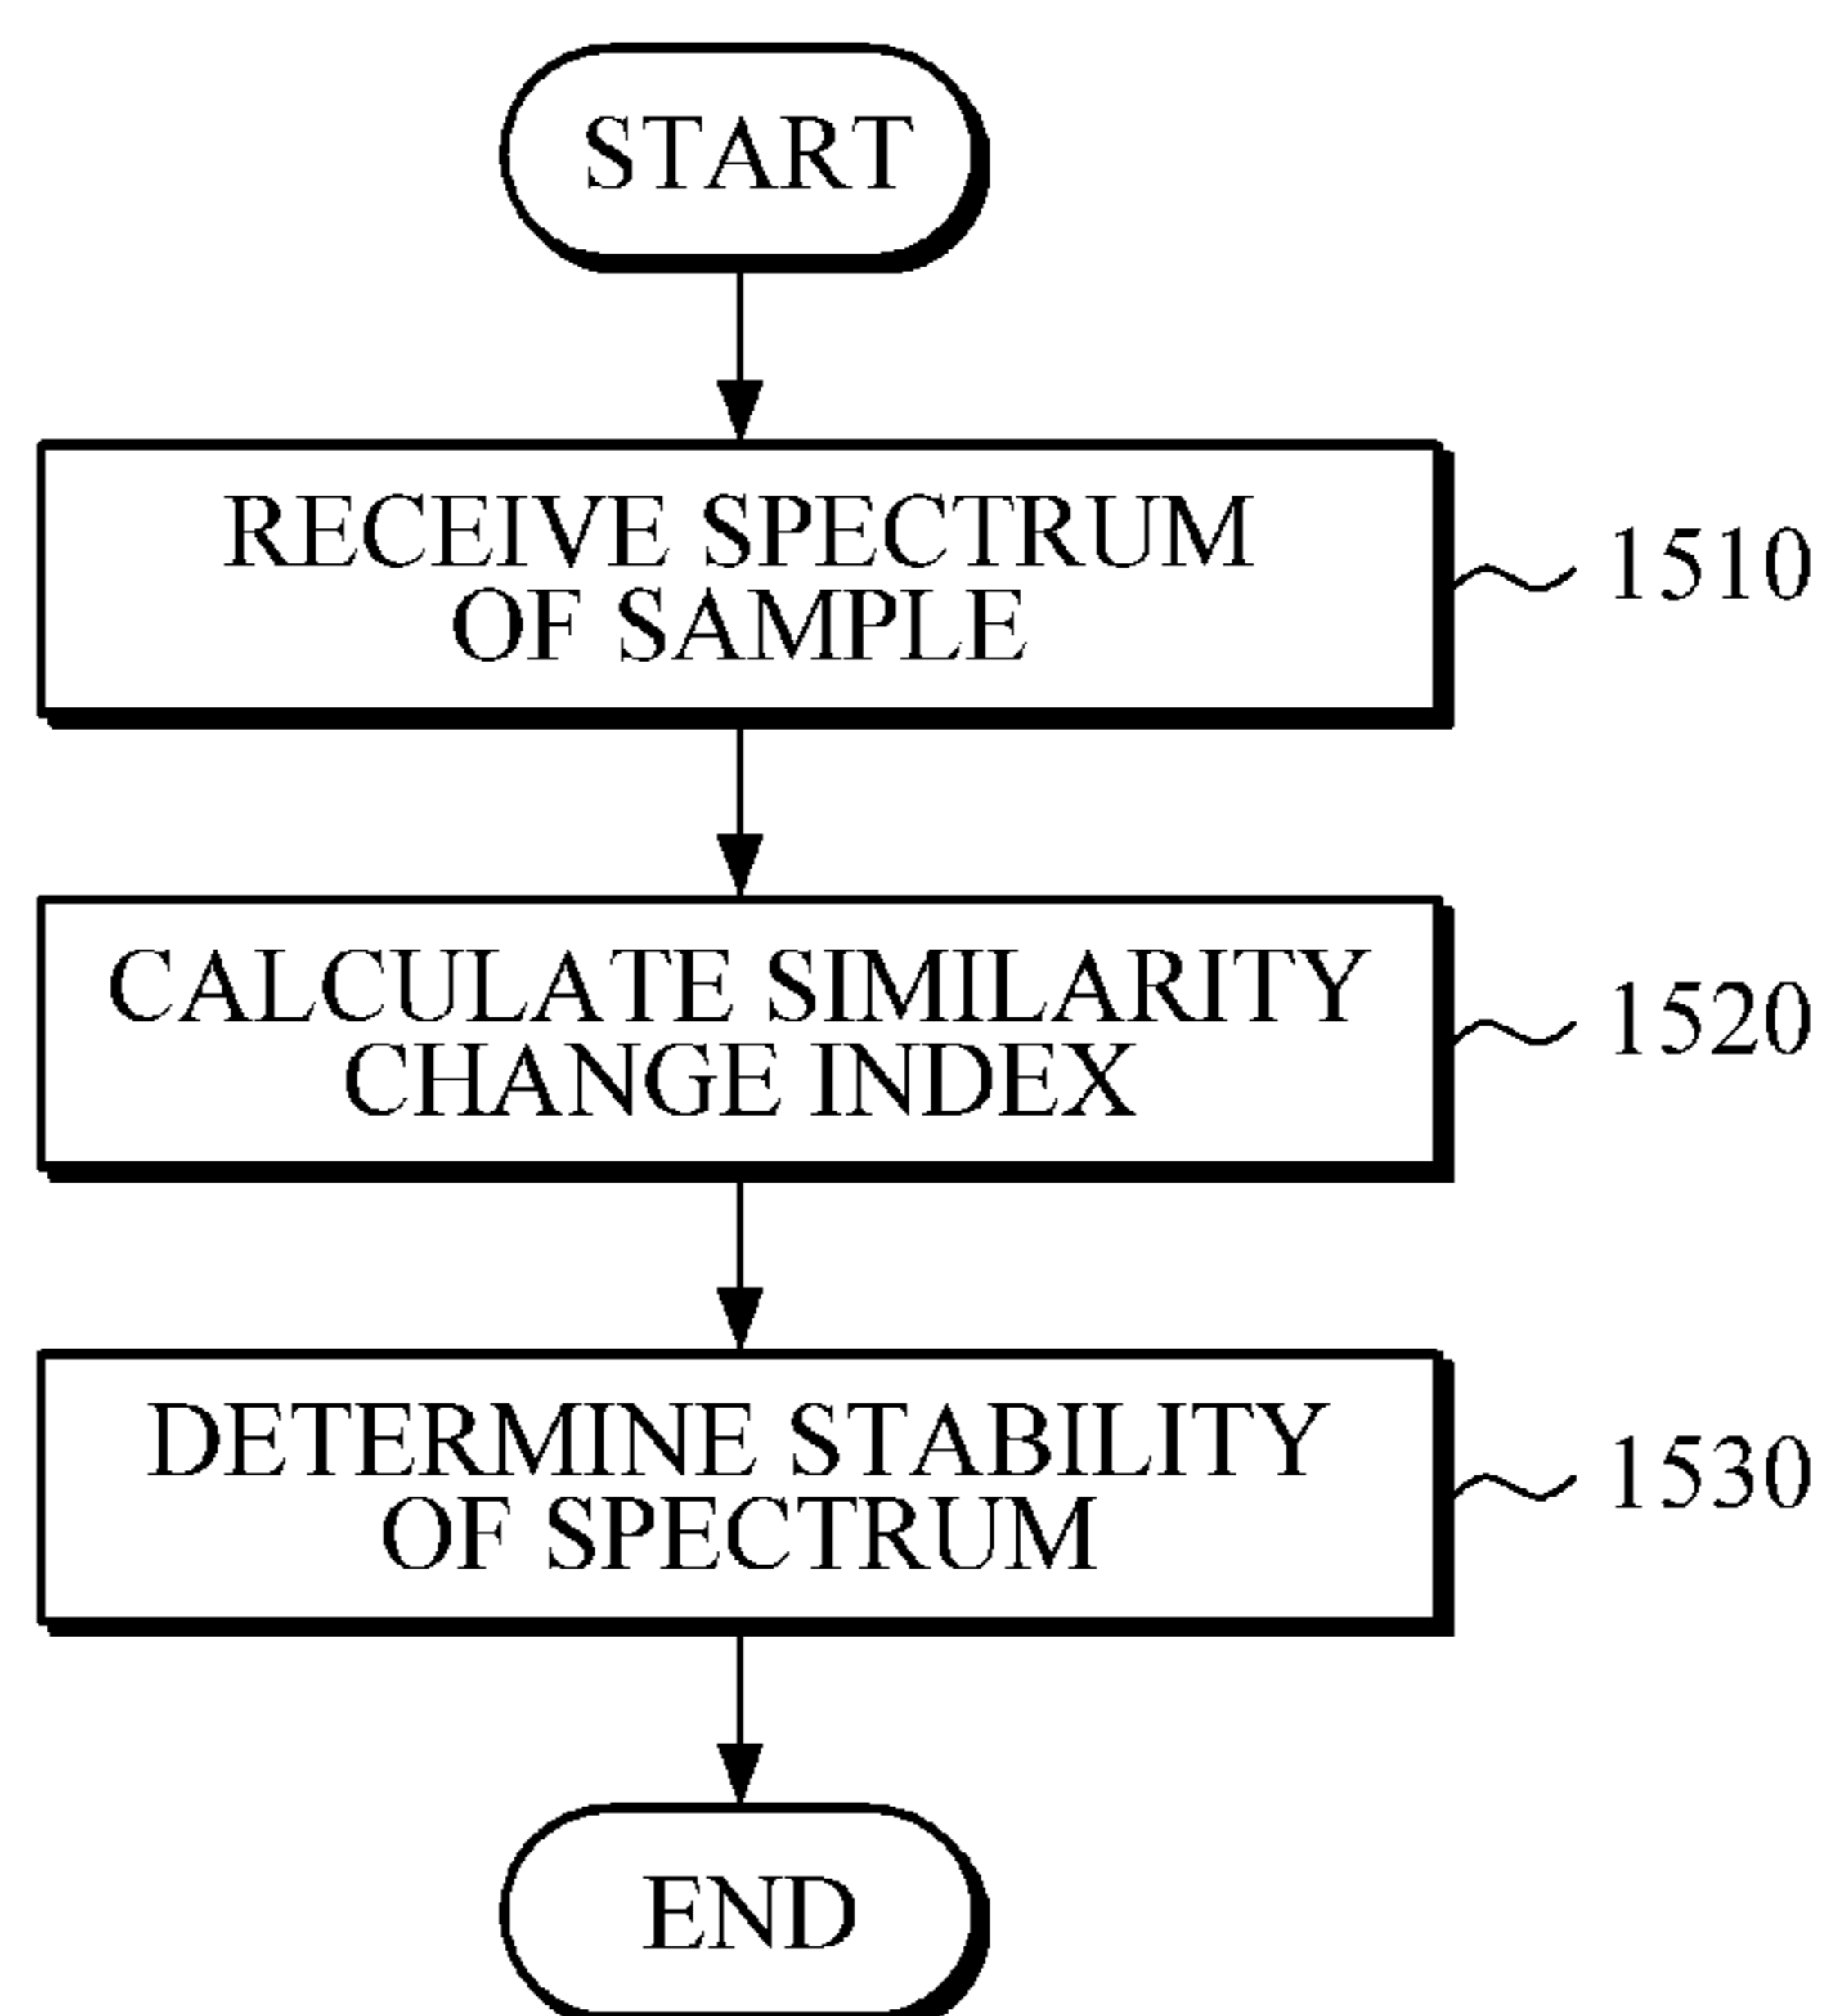 START
RECEIVE SPECTRUM
OF SAMPLE
1510
CALCULATE SIMILARITY
CHANGE INDEX
1520
DETERMINE STABILITY
OF SPECTRUM
1530
END